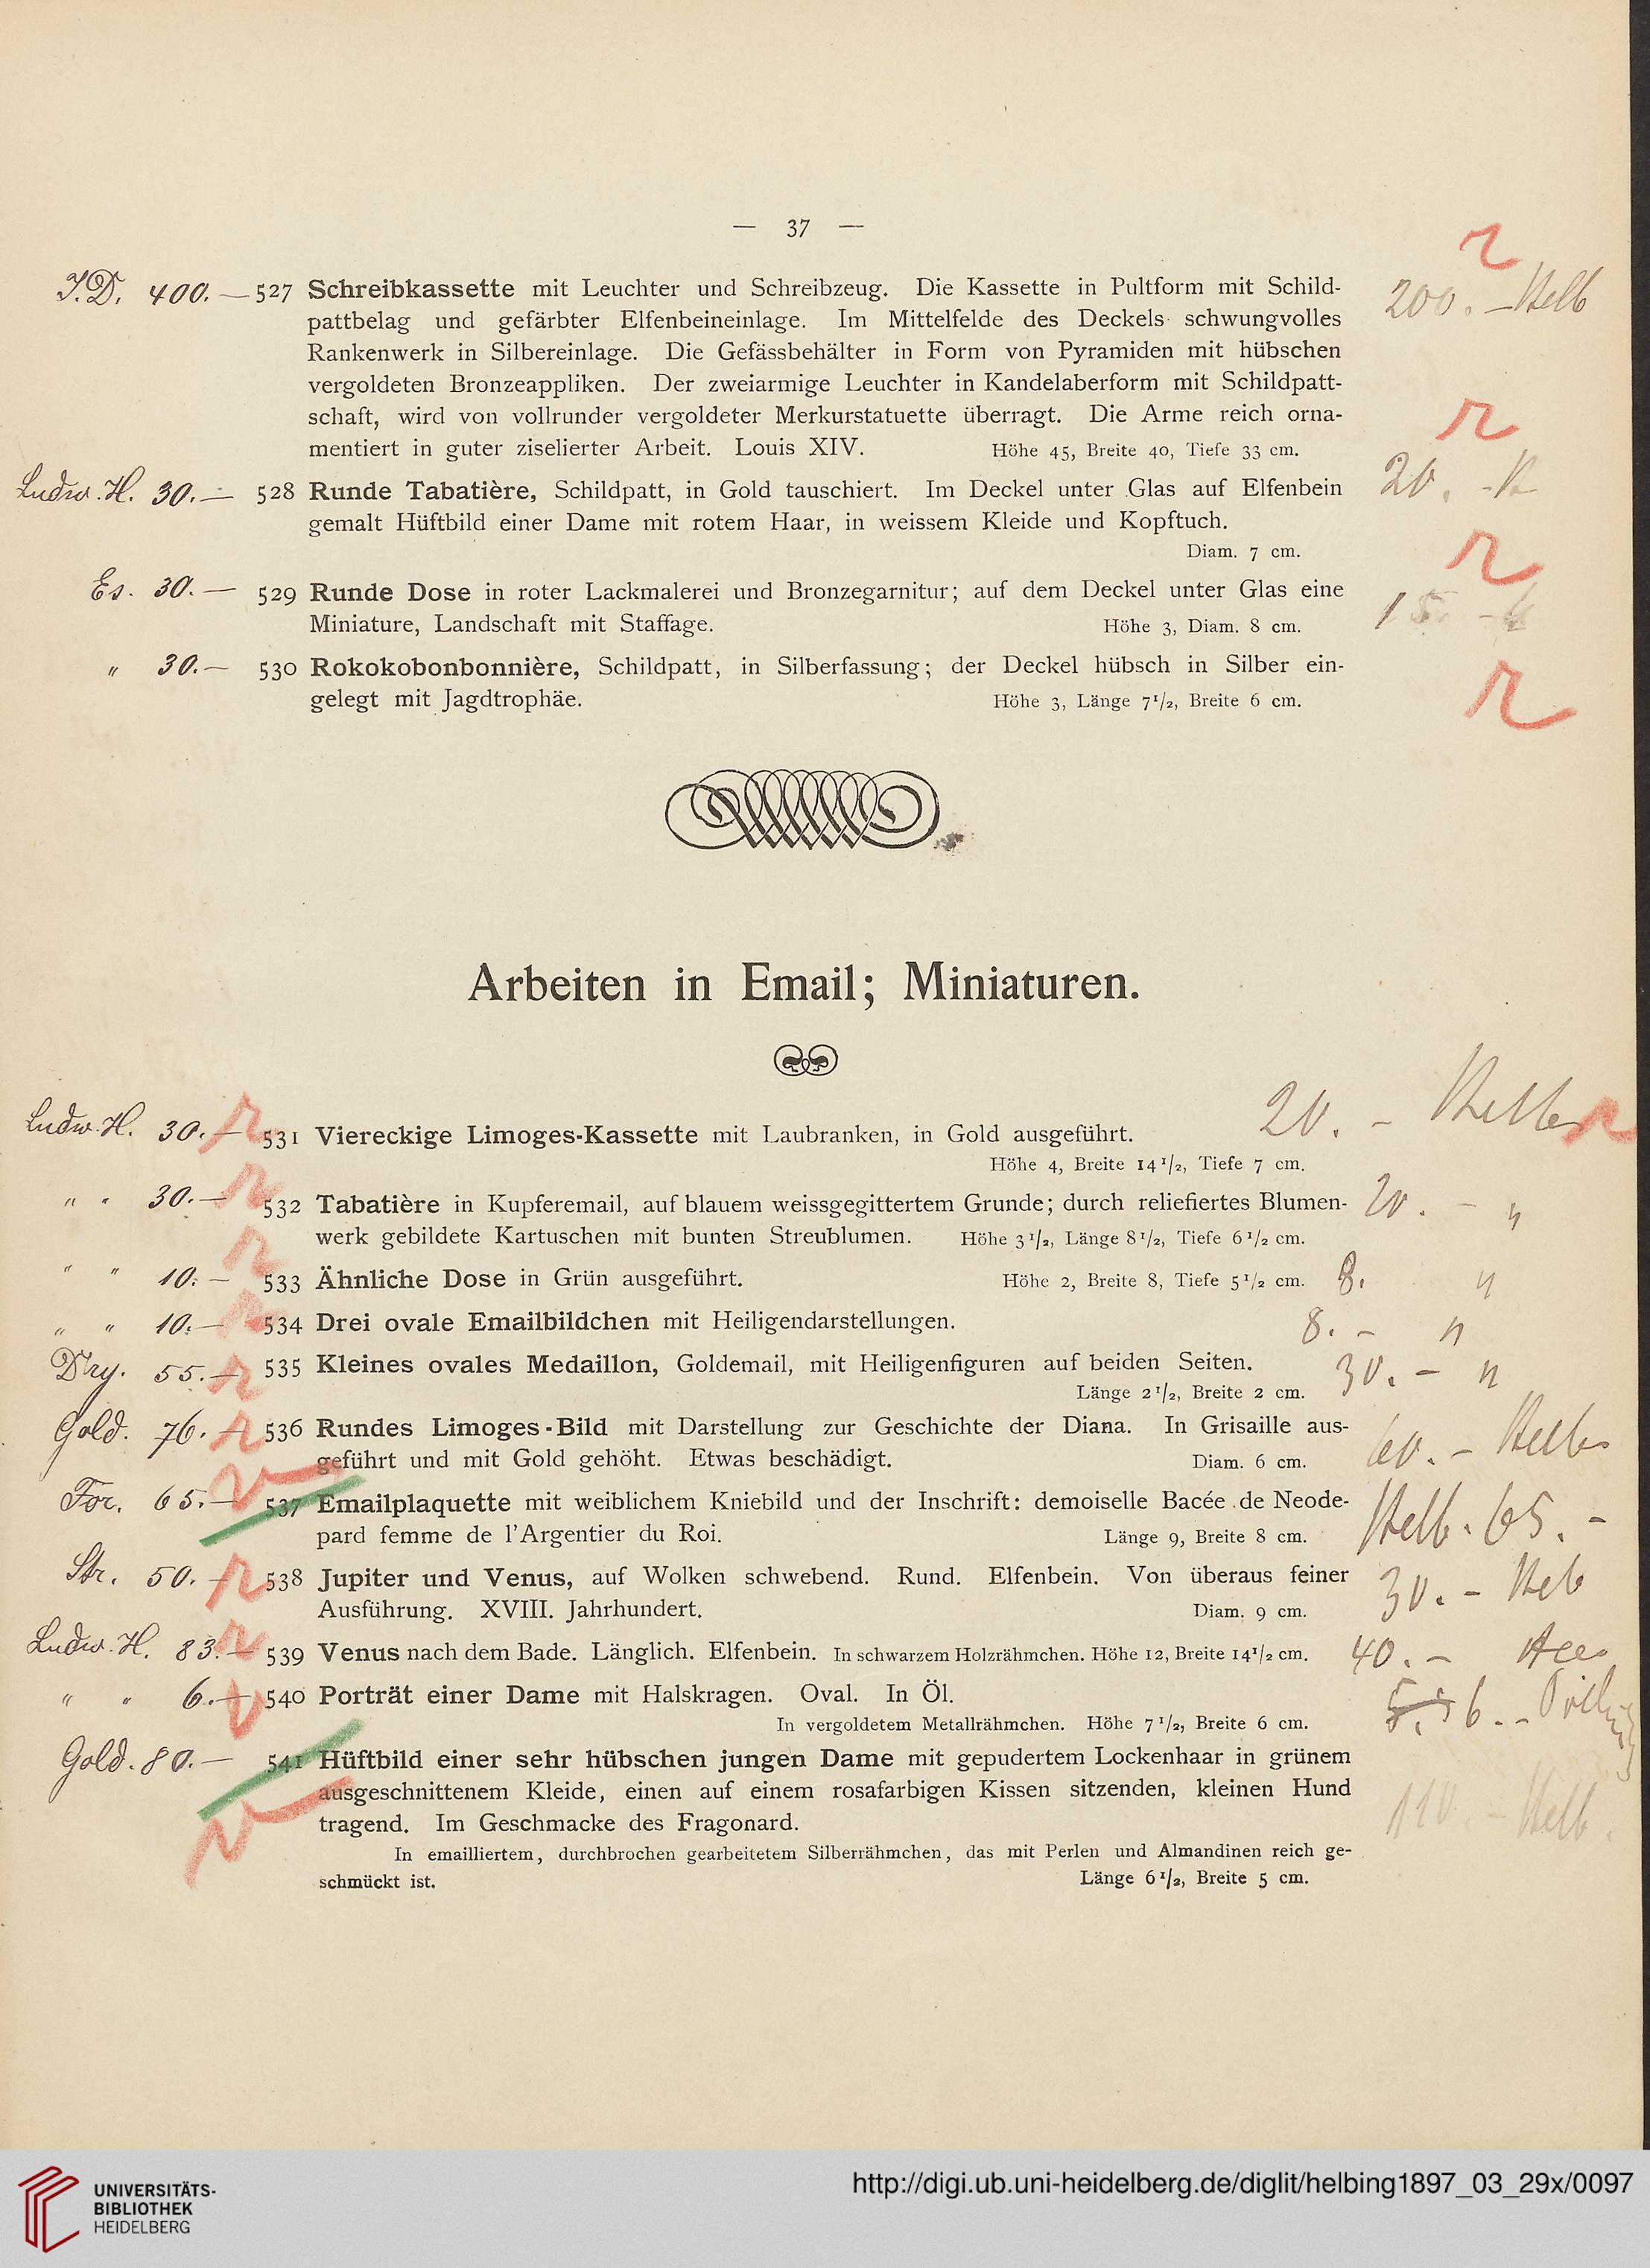 — 37 —
400. — 527 Schreibkassette mit Leuchter und Schreibzeug. Die Kassette in Pultform mit Schild- 200. — Helb
pattbelag und gefärbter Elfenbeineinlage. Im Mittelfelde des Deckels schwungvolles
Rankenwerk in Silbereinlage. Die Gefässbehälter in Form von Pyramiden mit hübschen
vergoldeten Bronzeappliken. Der zweiarmige Leuchter in Kandelaberform mit Schildpatt-
schaft, wird von vollrunder vergoldeter Merkurstatuette überragt. Die Arme reich orna-
mentiert in guter ziselierter Arbeit. Louis XIV. Höhe 45, Breite 40, Tiefe 33 cm.
Ludw. H. 30. — 528 Runde Tabatière, Schildpatt, in Gold tauschiert. Im Deckel unter Glas auf Elfenbein 20. -
gemalt Hüftbild einer Dame mit rotem Haar, in weissem Kleide und Kopftuch.
Diam. 7 cm.
Es. 30. — 529 Runde Dose in roter Lackmalerei und Bronzegarnitur; auf dem Deckel unter Glas eine 15. -
Miniature, Landschaft mit Staffage. Höhe 3, Diam. 8 cm.
" 30. — 530 Rokokobonbonnière, Schildpatt, in Silberfassung; der Deckel hübsch in Silber ein-
gelegt mit Jagdtrophäe. Höhe 3, Länge 7¹/₂, Breite 6 cm.
Arbeiten in Email; Miniaturen.
Ludw. H. 30. — 531 Viereckige Limoges-Kassette mit Laubranken, in Gold ausgeführt. 20. -
Höhe 4, Breite 14¹/₂, Tiefe 7 cm.
" " 30. — 532 Tabatière in Kupferemail, auf blauem weissgegittertem Grunde; durch reliefiertes Blumen- 20. - "
werk gebildete Kartuschen mit bunten Streublumen. Höhe 3¹/₂, Länge 8¹/₂, Tiefe 6¹/₂ cm.
" " 10. — 533 Ähnliche Dose in Grün ausgeführt. Höhe 2, Breite 8, Tiefe 5¹/₂ cm. 8. "
" " 10. — 534 Drei ovale Emailbildchen mit Heiligendarstellungen. 8. - "
55. — 535 Kleines ovales Medaillon, Goldemail, mit Heiligenfiguren auf beiden Seiten. 30. - "
Länge 2¹/₂, Breite 2 cm.
Gold. 76. — 536 Rundes Limoges-Bild mit Darstellung zur Geschichte der Diana. In Grisaille aus- 60. -
geführt und mit Gold gehöht. Etwas beschädigt. Diam. 6 cm.
For. 65. — 537 Emailplaquette mit weiblichem Kniebild und der Inschrift: demoiselle Bacée de Neode- Helb. 65. -
pard femme de l'Argentier du Roi. Länge 9, Breite 8 cm.
Str. 50. — 538 Jupiter und Venus, auf Wolken schwebend. Rund. Elfenbein. Von überaus feiner 30. -
Ausführung. XVIII. Jahrhundert. Diam. 9 cm.
Ludw. H. 83. — 539 Venus nach dem Bade. Länglich. Elfenbein. In schwarzem Holzrähmchen. Höhe 12, Breite 14¹/₂ cm. 40. -
" " 6. — 540 Porträt einer Dame mit Halskragen. Oval. In Öl. 6. -
In vergoldetem Metallrähmchen. Höhe 7¹/₂, Breite 6 cm.
Gold. 80. — 541 Hüftbild einer sehr hübschen jungen Dame mit gepudertem Lockenhaar in grünem
ausgeschnittenem Kleide, einen auf einem rosafarbigen Kissen sitzenden, kleinen Hund 110. - Helb.
tragend. Im Geschmacke des Fragonard.
In emailliertem, durchbrochen gearbeitetem Silberrähmchen, das mit Perlen und Almandinen reich ge-
schmückt ist. Länge 6¹/₂, Breite 5 cm.
UNIVERSITÄTS-
BIBLIOTHEK
HEIDELBERG
http://digi.ub.uni-heidelberg.de/diglit/helbing1897_03_29x/0097